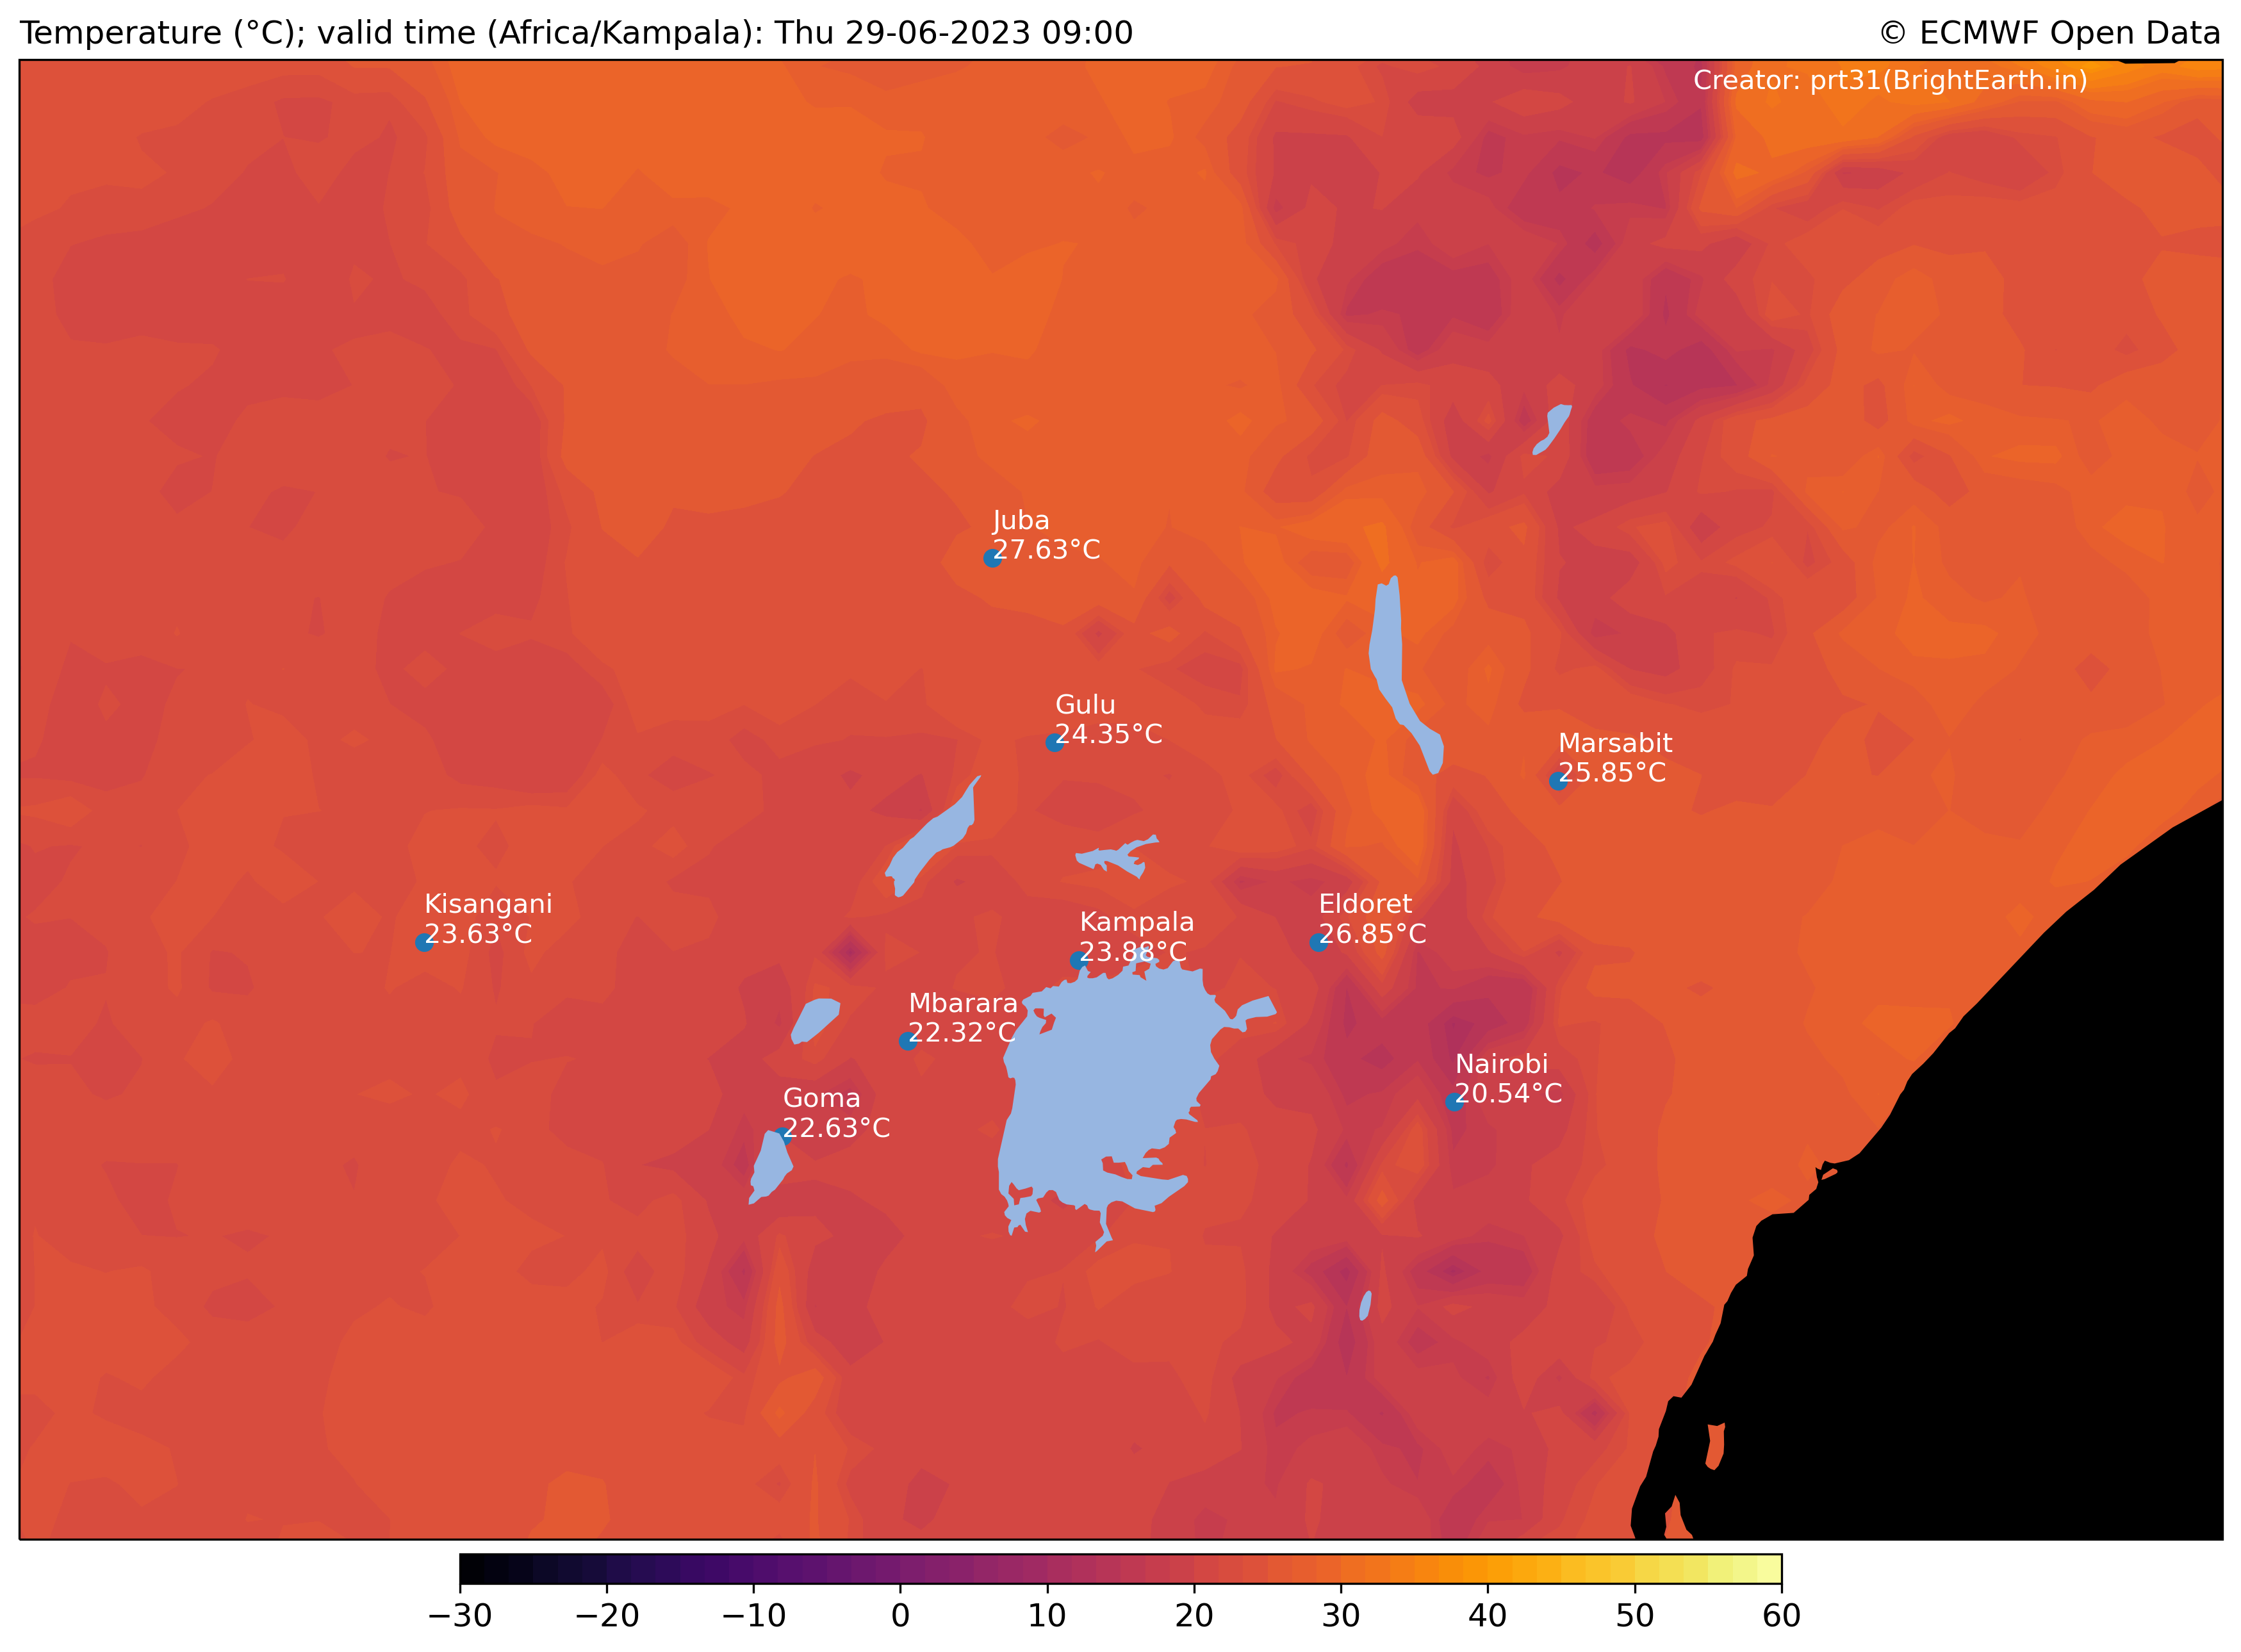 Temperature (°C); valid time (Africa/Kampala): Thu 29-06-2023 09:00
© ECMWF Open Data
Creator: prt31(BrightEarth.in)
Juba
27.63°C
Gulu
24.35°C
Marsabit
25.85°C
Kisangani
23.63°C
Kampala
23.88°C
Eldoret
26.85°C
Mbarara
22.32°C
Nairobi
20.54°C
Goma
22.63°C
−30 −20 −10 0 10 20 30 40 50 60